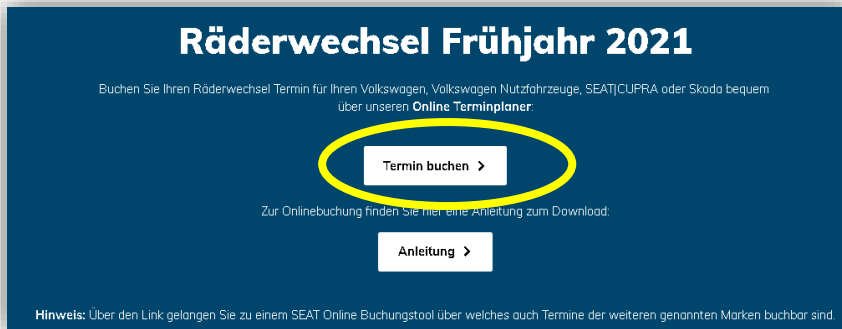 Räderwechsel Frühjahr 2021
Buchen Sie Ihren Räderwechsel Termin für Ihren Volkswagen, Volkswagen Nutzfahrzeuge, SEAT|CUPRA oder Skoda bequem
über unseren Online Terminplaner:
Termin buchen
Zur Onlinebuchung finden Sie hier eine Anleitung zum Download:
Anleitung
Hinweis: Über den Link gelangen Sie zu einem SEAT Online Buchungstool über welches auch Termine der weiteren genannten Marken buchbar sind.